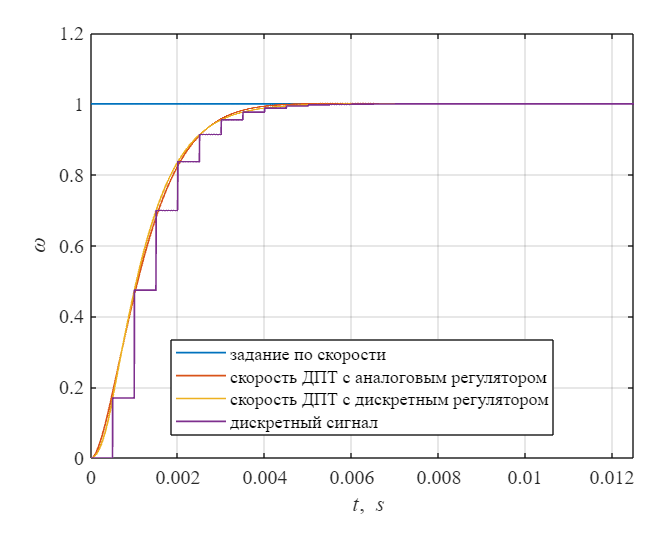 1.2
1
0.8
0.6
0.4
0.2
0
ω
задание по скорости
скорость ДПТ с аналоговым регулятором
скорость ДПТ с дискретным регулятором
дискретный сигнал
0 0.002 0.004 0.006 0.008 0.01 0.012
t, s